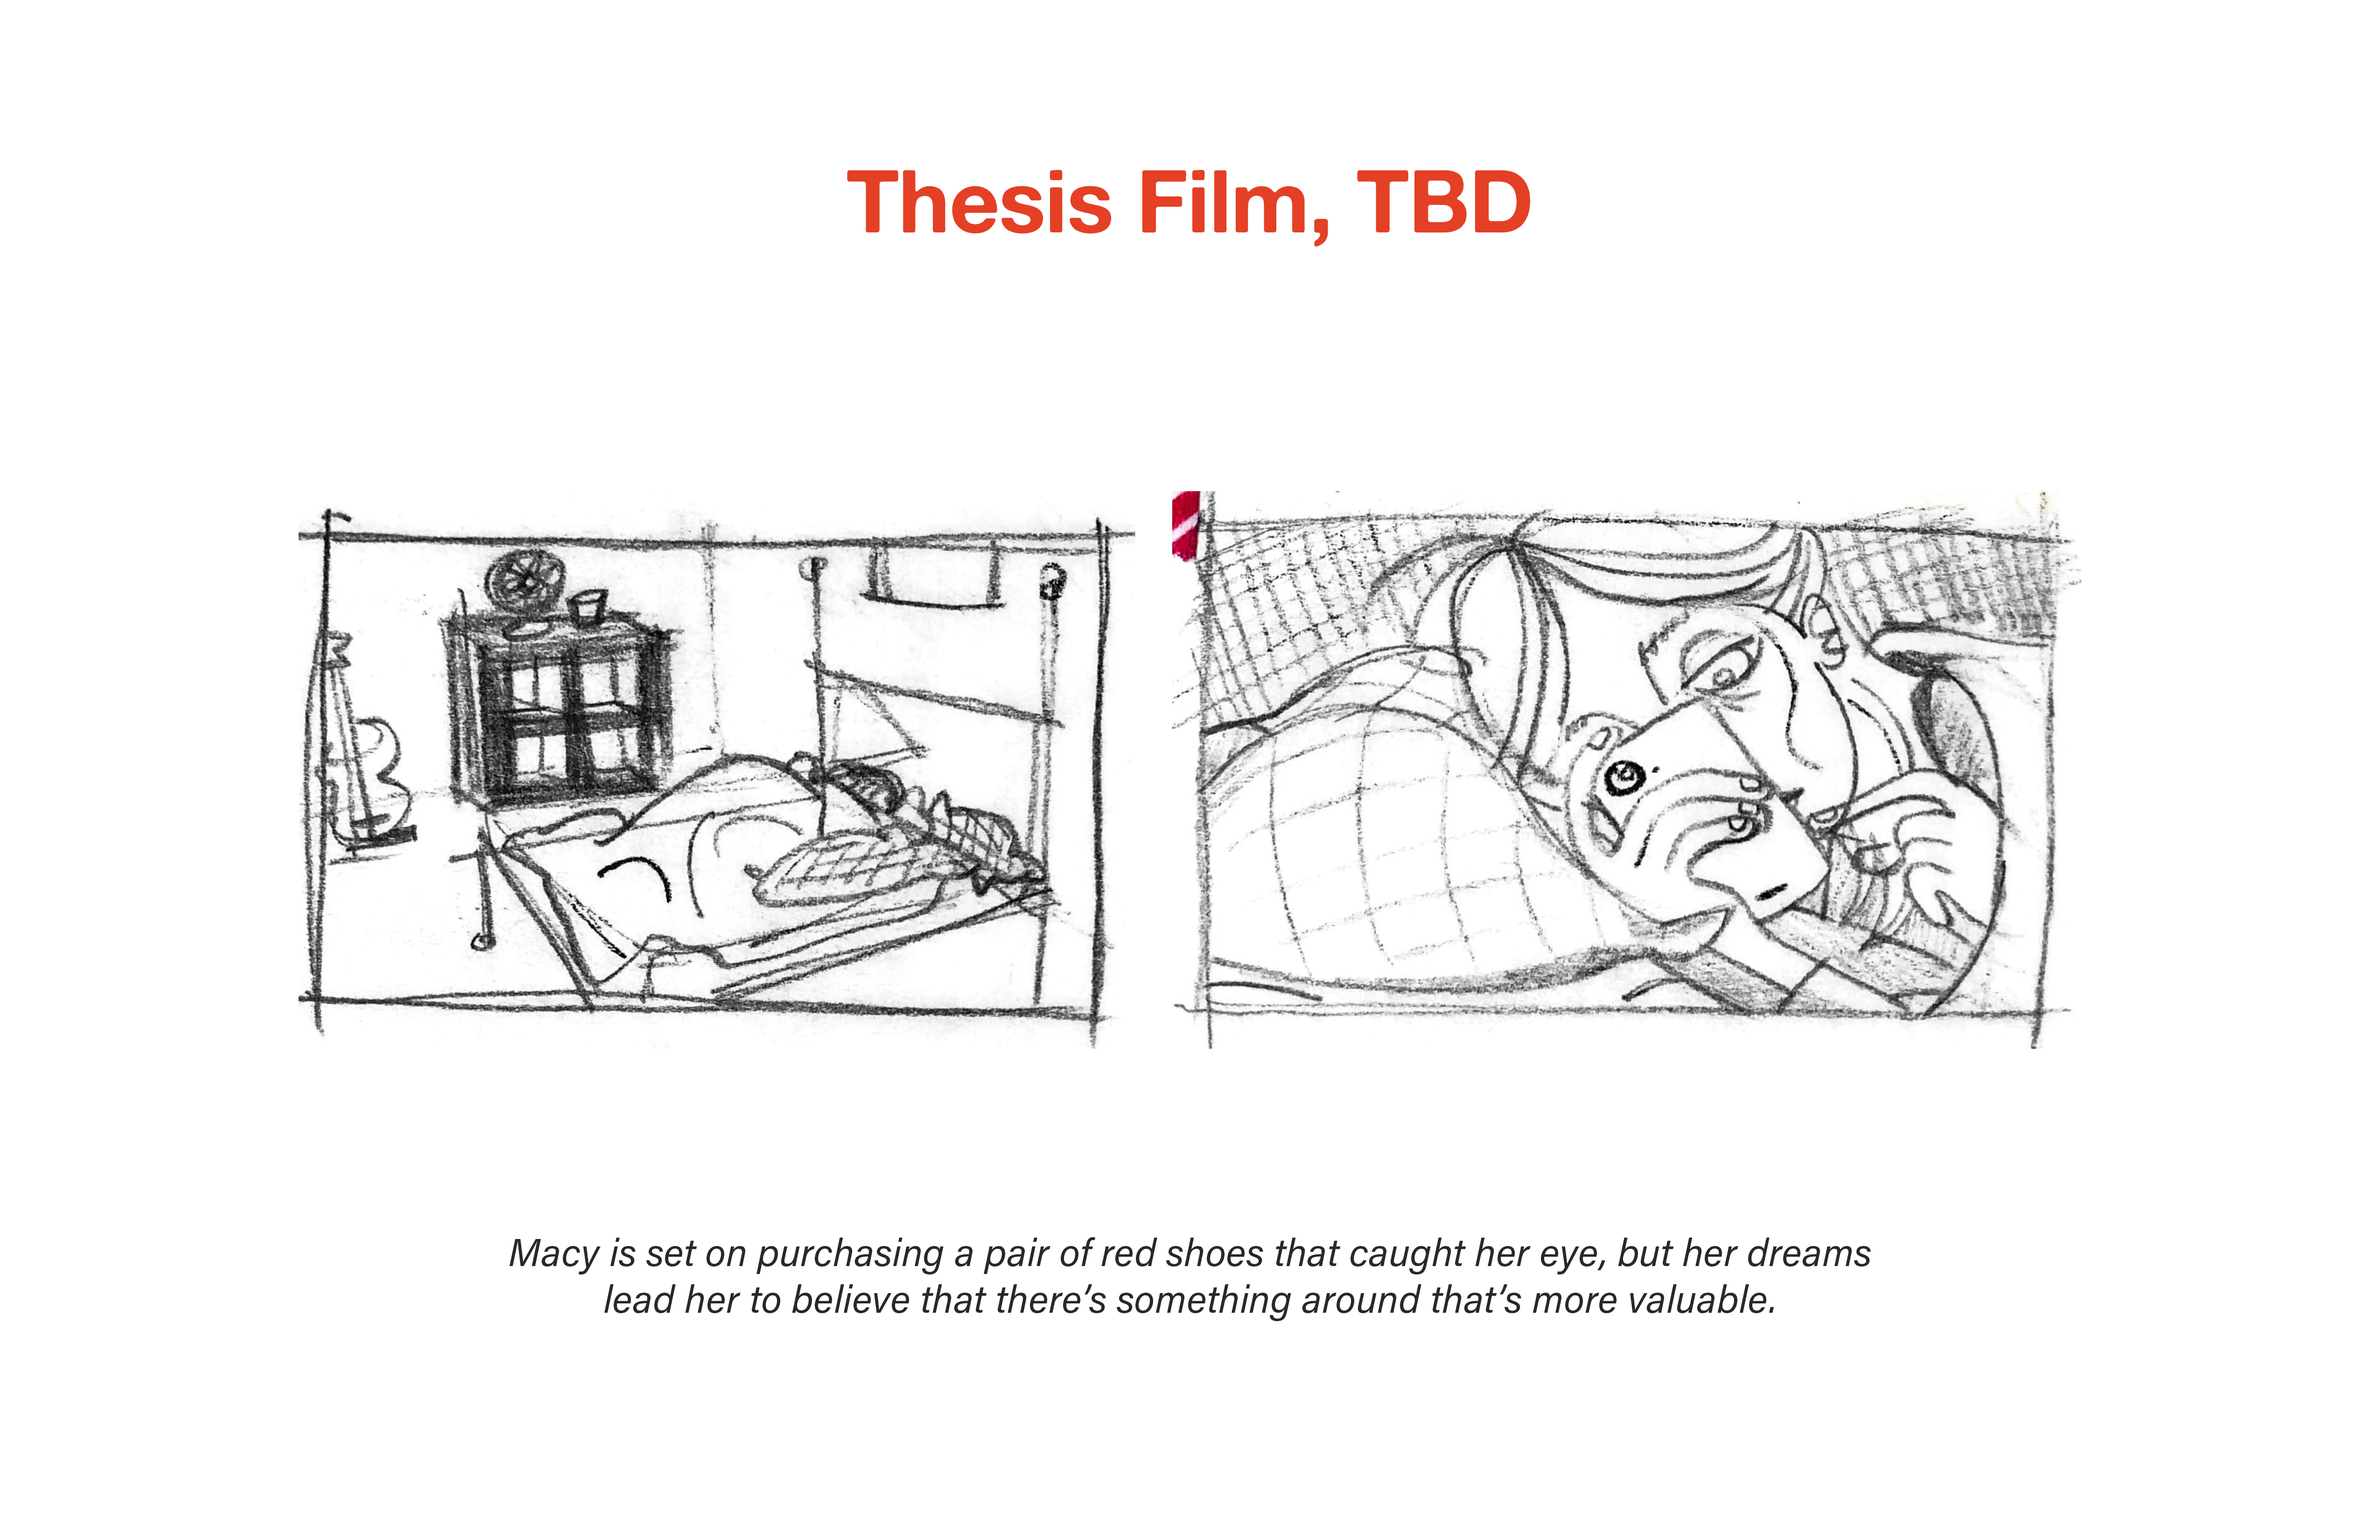 Thesis Film, TBD
Macy is set on purchasing a pair of red shoes that caught her eye, but her dreams
lead her to believe that there’s something around that’s more valuable.